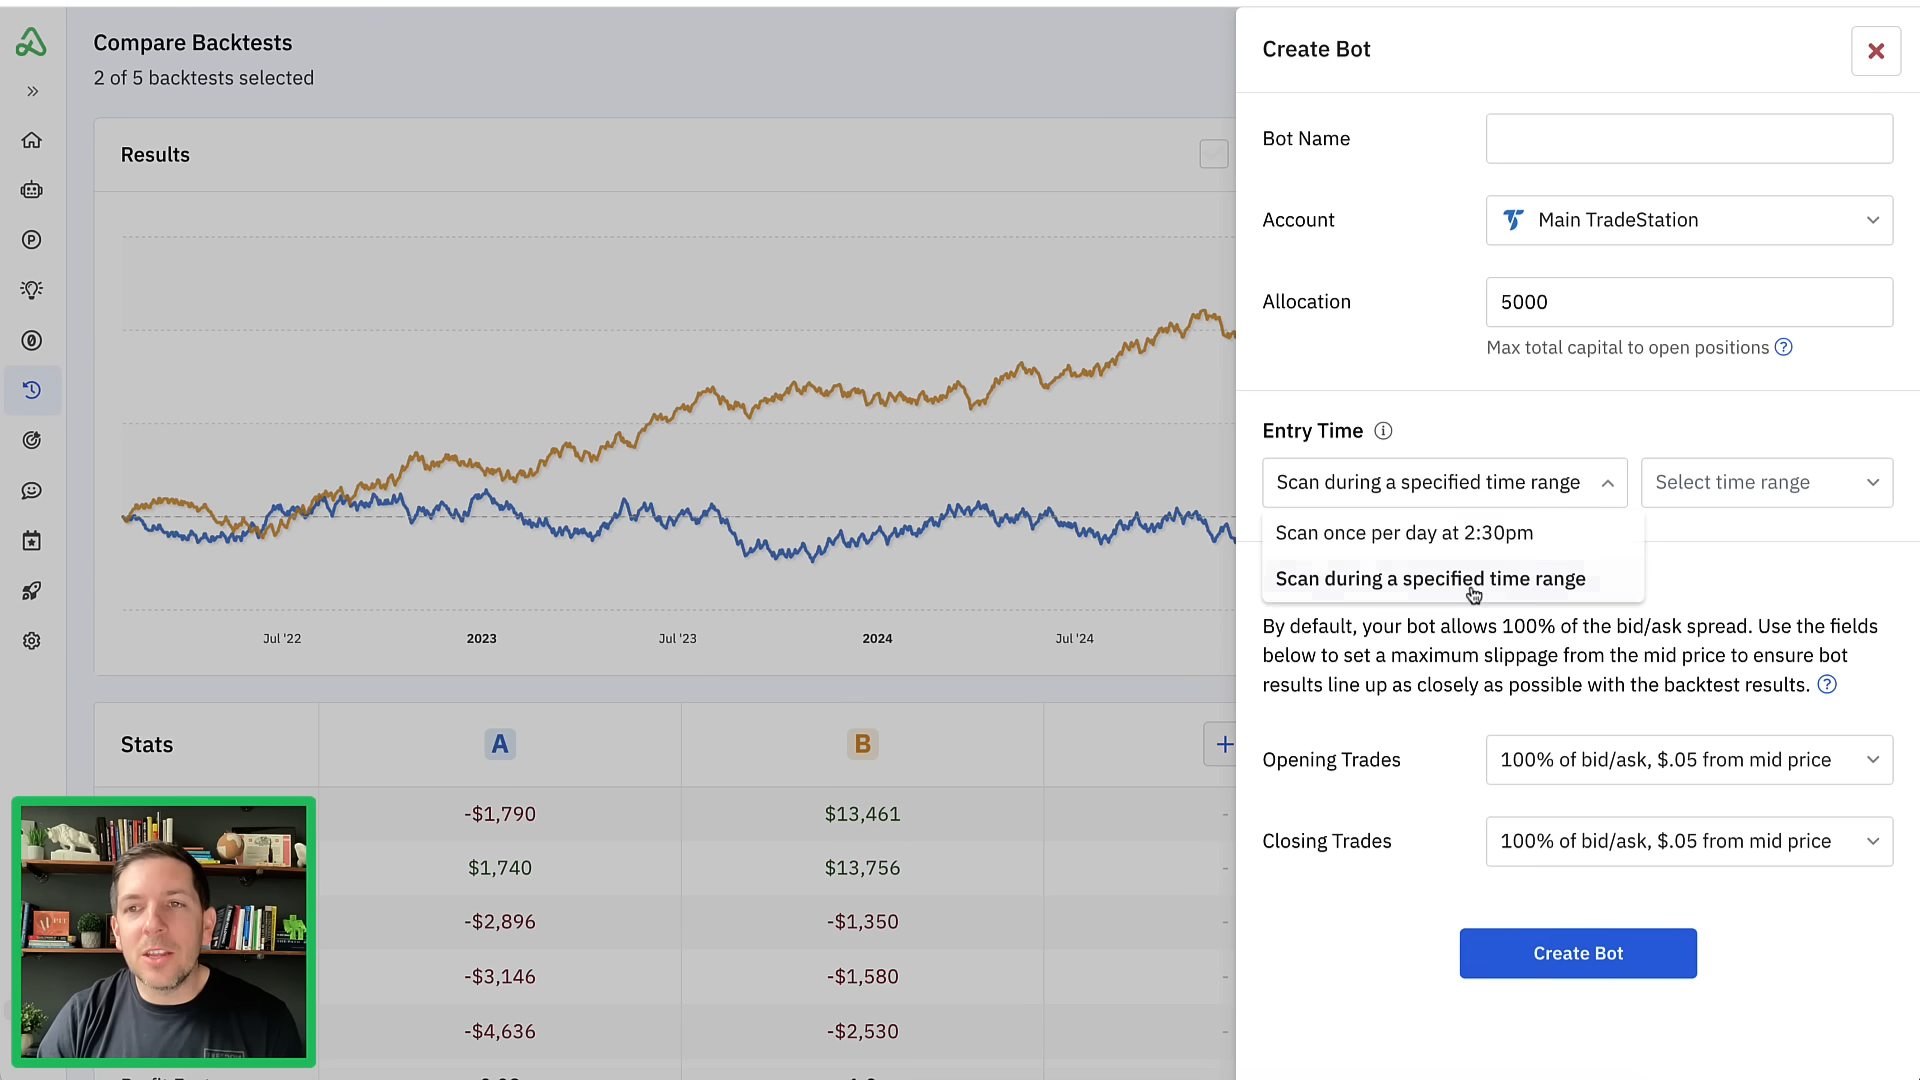 Compare Backtests
2 of 5 backtests selected
Results
Jul '22
2023
Jul '23
2024
Jul '24
Stats
A
B
-$1,790
$13,461
-
$1,740
$13,756
-
-$2,896
-$1,350
-
-$3,146
-$1,580
-
-$4,636
-$2,530
-
Create Bot
Bot Name
Account
Main TradeStation
Allocation
5000
Max total capital to open positions
Entry Time
Scan during a specified time range
Select time range
Scan once per day at 2:30pm
Scan during a specified time range
By default, your bot allows 100% of the bid/ask spread. Use the fields
below to set a maximum slippage from the mid price to ensure bot
results line up as closely as possible with the backtest results.
Opening Trades
100% of bid/ask, $.05 from mid price
Closing Trades
100% of bid/ask, $.05 from mid price
Create Bot